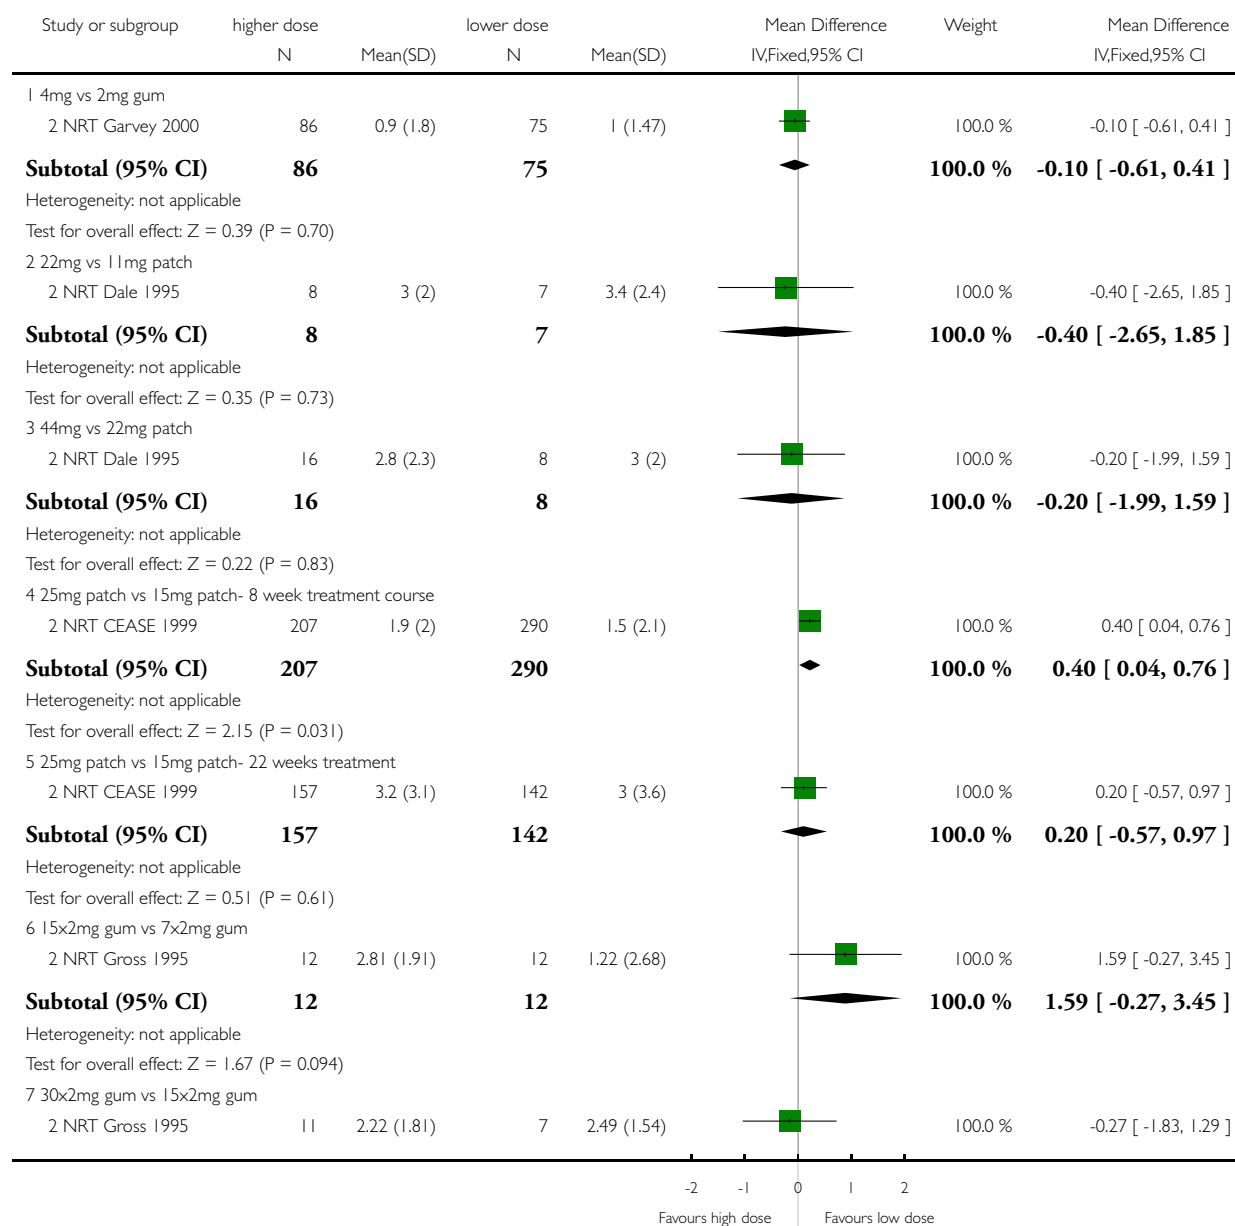 Study or subgroup higher dose lower dose Mean Difference Weight Mean Difference
N Mean(SD) N Mean(SD) IV,Fixed,95% CI IV,Fixed,95% CI
1 4mg vs 2mg gum
2 NRT Garvey 2000 86 0.9 (1.8) 75 1 (1.47) 100.0 % -0.10 [ -0.61, 0.41 ]
Subtotal (95% CI) 86 75 100.0 % -0.10 [ -0.61, 0.41 ]
Heterogeneity: not applicable
Test for overall effect: Z = 0.39 (P = 0.70)
2 22mg vs 11mg patch
2 NRT Dale 1995 8 3 (2) 7 3.4 (2.4) 100.0 % -0.40 [ -2.65, 1.85 ]
Subtotal (95% CI) 8 7 100.0 % -0.40 [ -2.65, 1.85 ]
Heterogeneity: not applicable
Test for overall effect: Z = 0.35 (P = 0.73)
3 44mg vs 22mg patch
2 NRT Dale 1995 16 2.8 (2.3) 8 3 (2) 100.0 % -0.20 [ -1.99, 1.59 ]
Subtotal (95% CI) 16 8 100.0 % -0.20 [ -1.99, 1.59 ]
Heterogeneity: not applicable
Test for overall effect: Z = 0.22 (P = 0.83)
4 25mg patch vs 15mg patch- 8 week treatment course
2 NRT CEASE 1999 207 1.9 (2) 290 1.5 (2.1) 100.0 % 0.40 [ 0.04, 0.76 ]
Subtotal (95% CI) 207 290 100.0 % 0.40 [ 0.04, 0.76 ]
Heterogeneity: not applicable
Test for overall effect: Z = 2.15 (P = 0.031)
5 25mg patch vs 15mg patch- 22 weeks treatment
2 NRT CEASE 1999 157 3.2 (3.1) 142 3 (3.6) 100.0 % 0.20 [ -0.57, 0.97 ]
Subtotal (95% CI) 157 142 100.0 % 0.20 [ -0.57, 0.97 ]
Heterogeneity: not applicable
Test for overall effect: Z = 0.51 (P = 0.61)
6 15x2mg gum vs 7x2mg gum
2 NRT Gross 1995 12 2.81 (1.91) 12 1.22 (2.68) 100.0 % 1.59 [ -0.27, 3.45 ]
Subtotal (95% CI) 12 12 100.0 % 1.59 [ -0.27, 3.45 ]
Heterogeneity: not applicable
Test for overall effect: Z = 1.67 (P = 0.094)
7 30x2mg gum vs 15x2mg gum
2 NRT Gross 1995 11 2.22 (1.81) 7 2.49 (1.54) 100.0 % -0.27 [ -1.83, 1.29 ]
-2 -1 0 1 2
Favours high dose Favours low dose